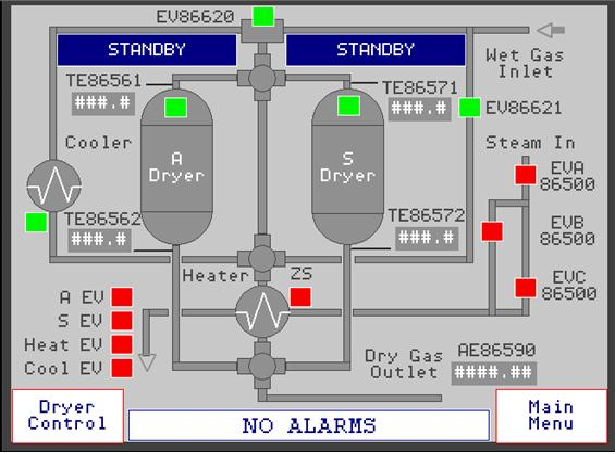 EV86620
STANDBY
STANDBY
Wet Gas
Inlet
TE86561
###.#
TE86571
###.#
EV86621
Cooler
Steam In
A
Dryer
S
Dryer
EVA
86500
TE86562
###.#
TE86572
###.#
EVB
86500
Heater
ZS
EVC
86500
A EV
S EV
Heat EV
Cool EV
Dry Gas
Outlet
AE86590
####.##
Dryer
Control
NO ALARMS
Main
Menu